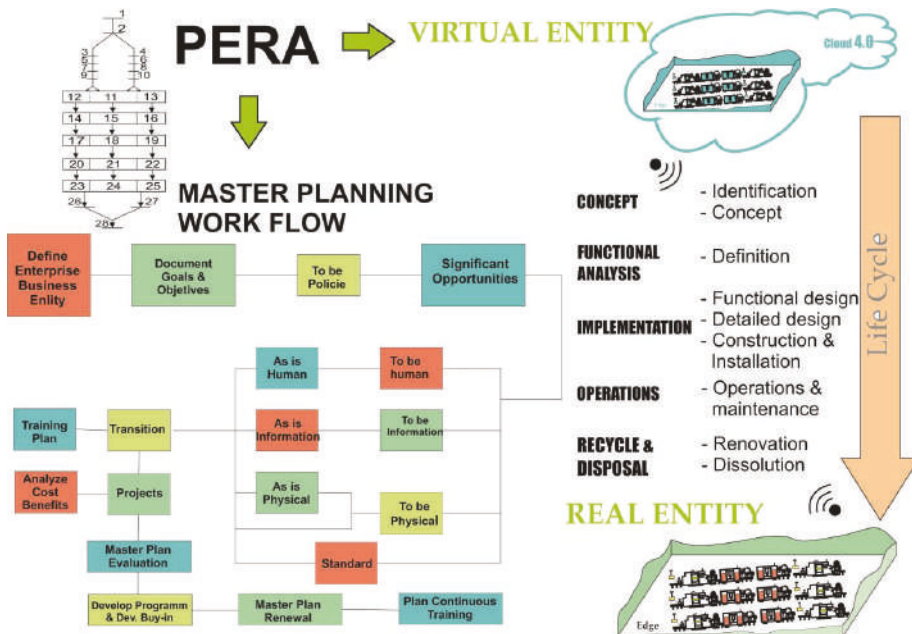 PERA
VIRTUAL ENTITY
Cloud 4.0
1
2
3
4
5
6
7
8
9
10
12 11 13
14 15 16
17 18 19
20 21 22
23 24 25
26
27
28
MASTER PLANNING
WORK FLOW
Define
Enterprise
Business
Enlity
Document
Goals &
Objetives
To be
Policie
Significant
Opportunities
As is
Human
To be
human
Training
Plan
Transition
As is
Information
To be
Information
Analyze
Cost
Benefits
Projects
As is
Physical
To be
Physical
Standard
Master Plan
Evaluation
Develop Programm
& Dev. Buy-In
Master Plan
Renewal
Plan Continuous
Training
CONCEPT
- Identification
- Concept
FUNCTIONAL
ANALYSIS
- Definition
IMPLEMENTATION
- Functional design
- Detailed design
- Construction &
Installation
OPERATIONS
- Operations &
maintenance
RECYCLE &
DISPOSAL
- Renovation
- Dissolution
Life Cycle
REAL ENTITY
Edge